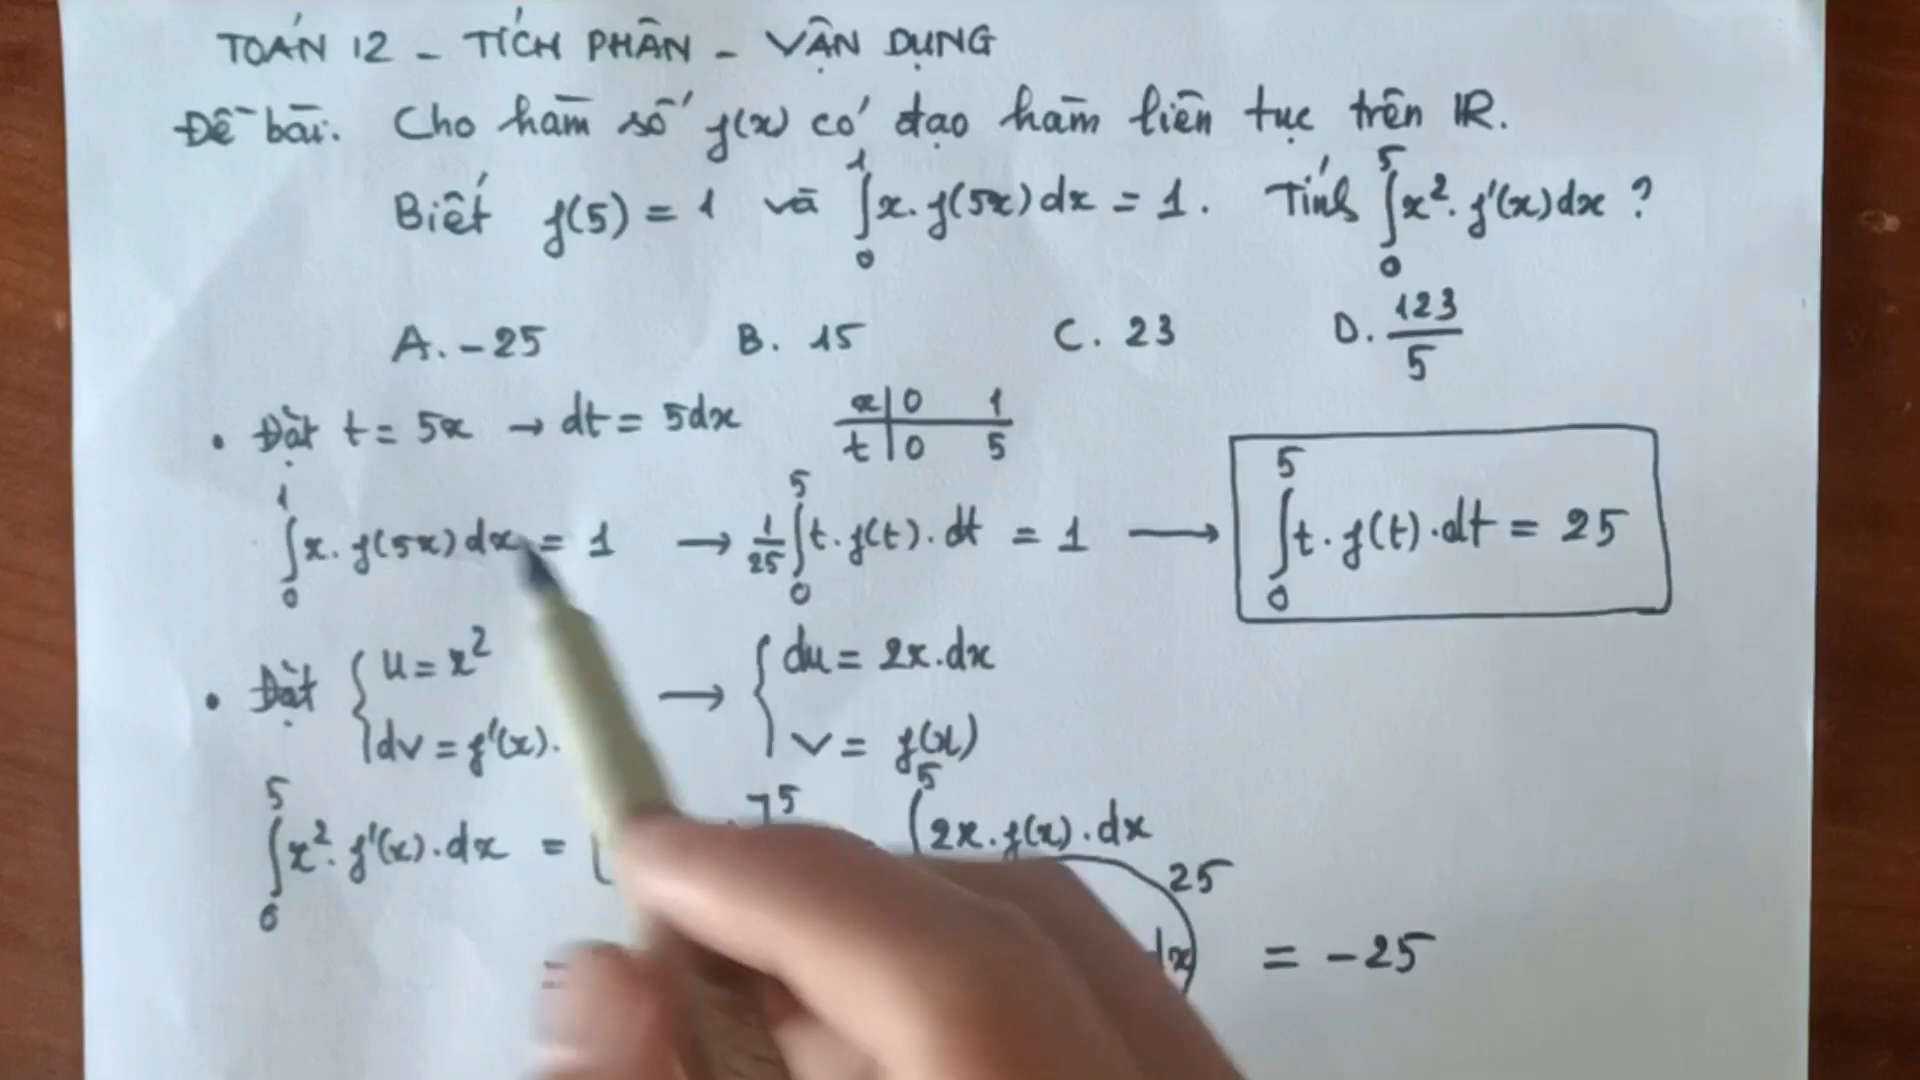 TOÁN 12 - TÍCH PHÂN - VẬN DỤNG
Đề bài. Cho hàm số f(x) có đạo hàm liên tục trên IR.
Biết f(5) = 1 và ∫₀¹ x.f(5x)dx = 1. Tính ∫₀⁵ x².f'(x)dx ?
A. -25 B. 15 C. 23 D. 123/5
• Đặt t = 5x → dt = 5dx x | 0 1
t | 0 5
∫₀¹ x.f(5x)dx = 1 → 1/25 ∫₀⁵ t.f(t).dt = 1 → ∫₀⁵ t.f(t).dt = 25
• Đặt { u = x² → { du = 2x.dx
dv = f'(x). v = f(x)
∫₀⁵ x².f'(x).dx = [ ]⁵ ∫⁵ 2x.f(x).dx
25
= dx = -25